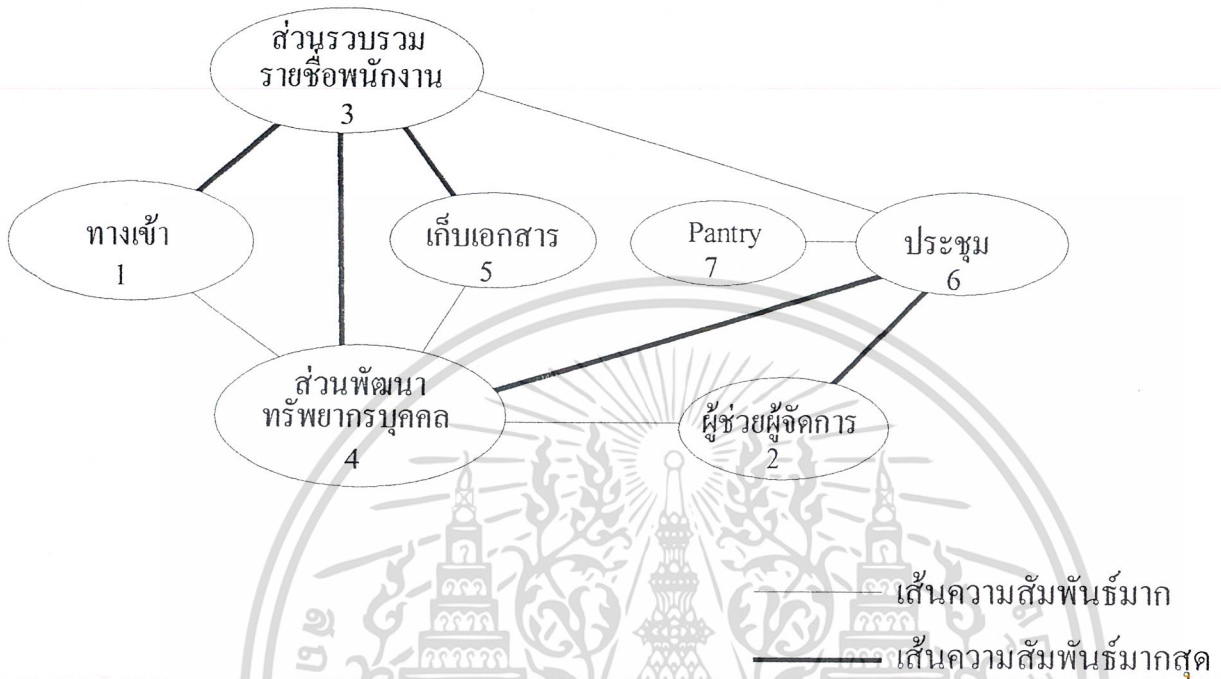 ส่วนรวบรวม
รายชื่อพนักงาน
3
ทางเข้า
1
เก็บเอกสาร
5
Pantry
7
ประชุม
6
ส่วนพัฒนา
ทรัพยากรบุคคล
4
ผู้ช่วยผู้จัดการ
2
เส้นความสัมพันธ์มาก
เส้นความสัมพันธ์มากสุด